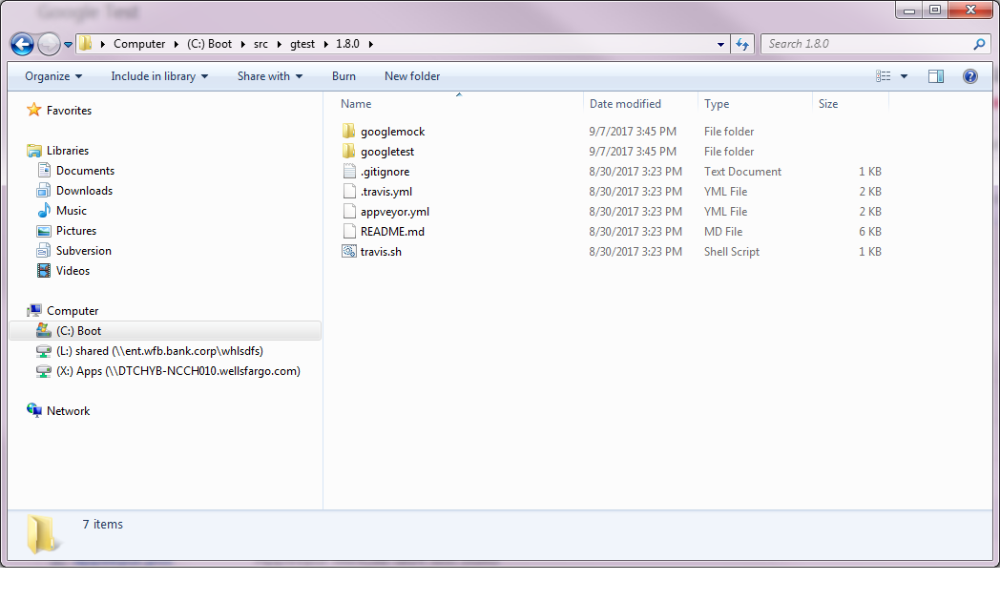 Google Test
Computer (C:) Boot src gtest 1.8.0 Search 1.8.0
Organize Include in library Share with Burn New folder
Favorites
Libraries
Documents
Downloads
Music
Pictures
Subversion
Videos
Computer
(C:) Boot
(L:) shared (\\ent.wfb.bank.corp\whlsdfs)
(X:) Apps (\\DTCHYB-NCCH010.wellsfargo.com)
Network
Name Date modified Type Size
googlemock 9/7/2017 3:45 PM File folder
googletest 9/7/2017 3:45 PM File folder
.gitignore 8/30/2017 3:23 PM Text Document 1 KB
.travis.yml 8/30/2017 3:23 PM YML File 2 KB
appveyor.yml 8/30/2017 3:23 PM YML File 2 KB
README.md 8/30/2017 3:23 PM MD File 6 KB
travis.sh 8/30/2017 3:23 PM Shell Script 1 KB
7 items